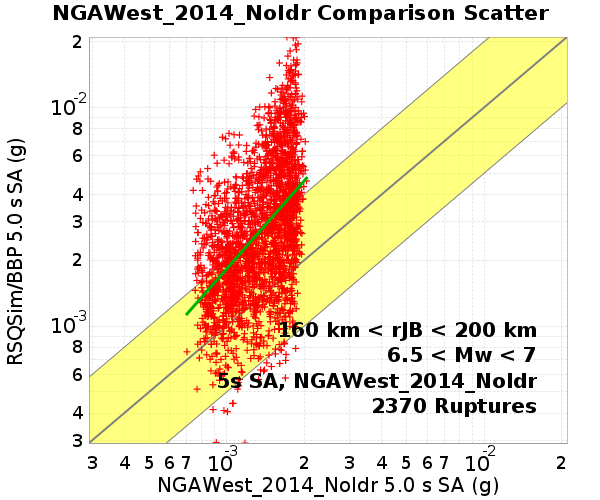 NGAWest_2014_NoIdr Comparison Scatter
RSQSim/BBP 5.0 s SA (g)
2
10-2
8
6
4
3
2
10-3
8
6
4
3
160 km < rJB < 200 km
6.5 < Mw < 7
5s SA, NGAWest_2014_NoIdr
2370 Ruptures
3 4 5 6 7 10-3 2 3 4 5 6 7 10-2 2
NGAWest_2014_NoIdr 5.0 s SA (g)